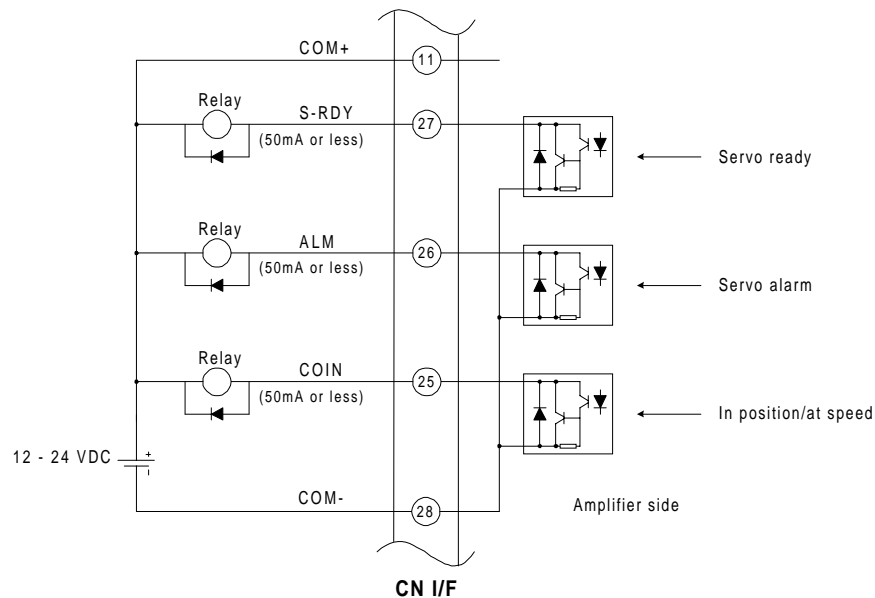 COM+
11
Relay
S-RDY
(50mA or less)
27
Servo ready
Relay
ALM
(50mA or less)
26
Servo alarm
Relay
COIN
(50mA or less)
25
In position/at speed
12 - 24 VDC
+
-
COM-
28
Amplifier side
CN I/F